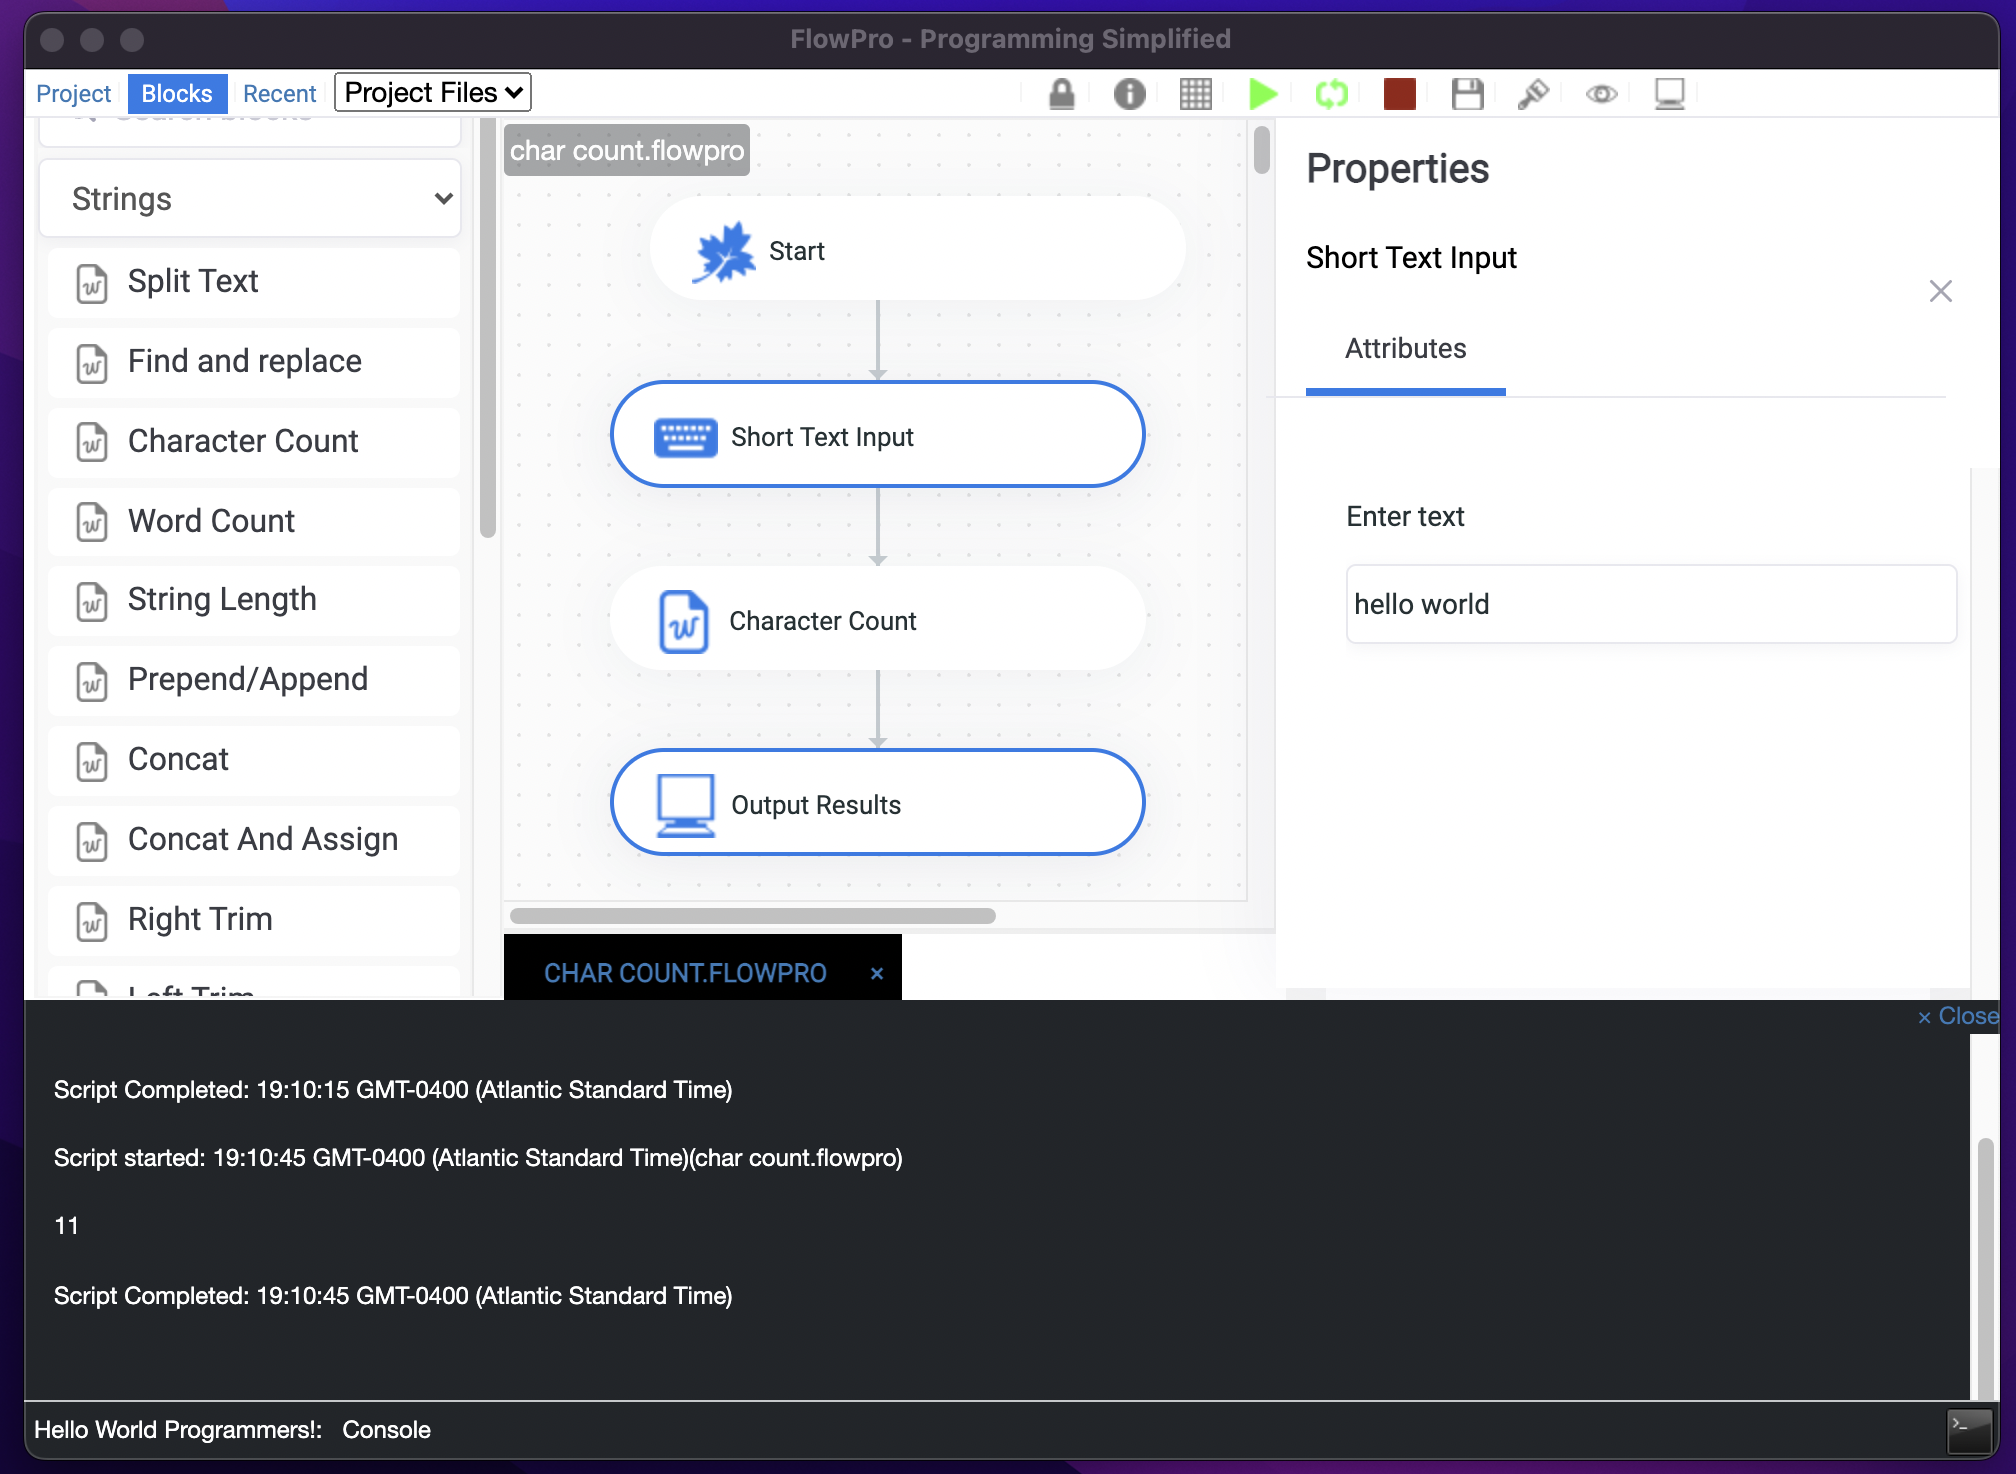 FlowPro - Programming Simplified
Project Blocks Recent Project Files
Search blocks
Strings
Split Text
Find and replace
Character Count
Word Count
String Length
Prepend/Append
Concat
Concat And Assign
Right Trim
Left Trim
char count.flowpro
Start
Short Text Input
Character Count
Output Results
CHAR COUNT.FLOWPRO ×
Properties
Short Text Input
Attributes
Enter text
hello world
× Close
Script Completed: 19:10:15 GMT-0400 (Atlantic Standard Time)
Script started: 19:10:45 GMT-0400 (Atlantic Standard Time)(char count.flowpro)
11
Script Completed: 19:10:45 GMT-0400 (Atlantic Standard Time)
Hello World Programmers!: Console